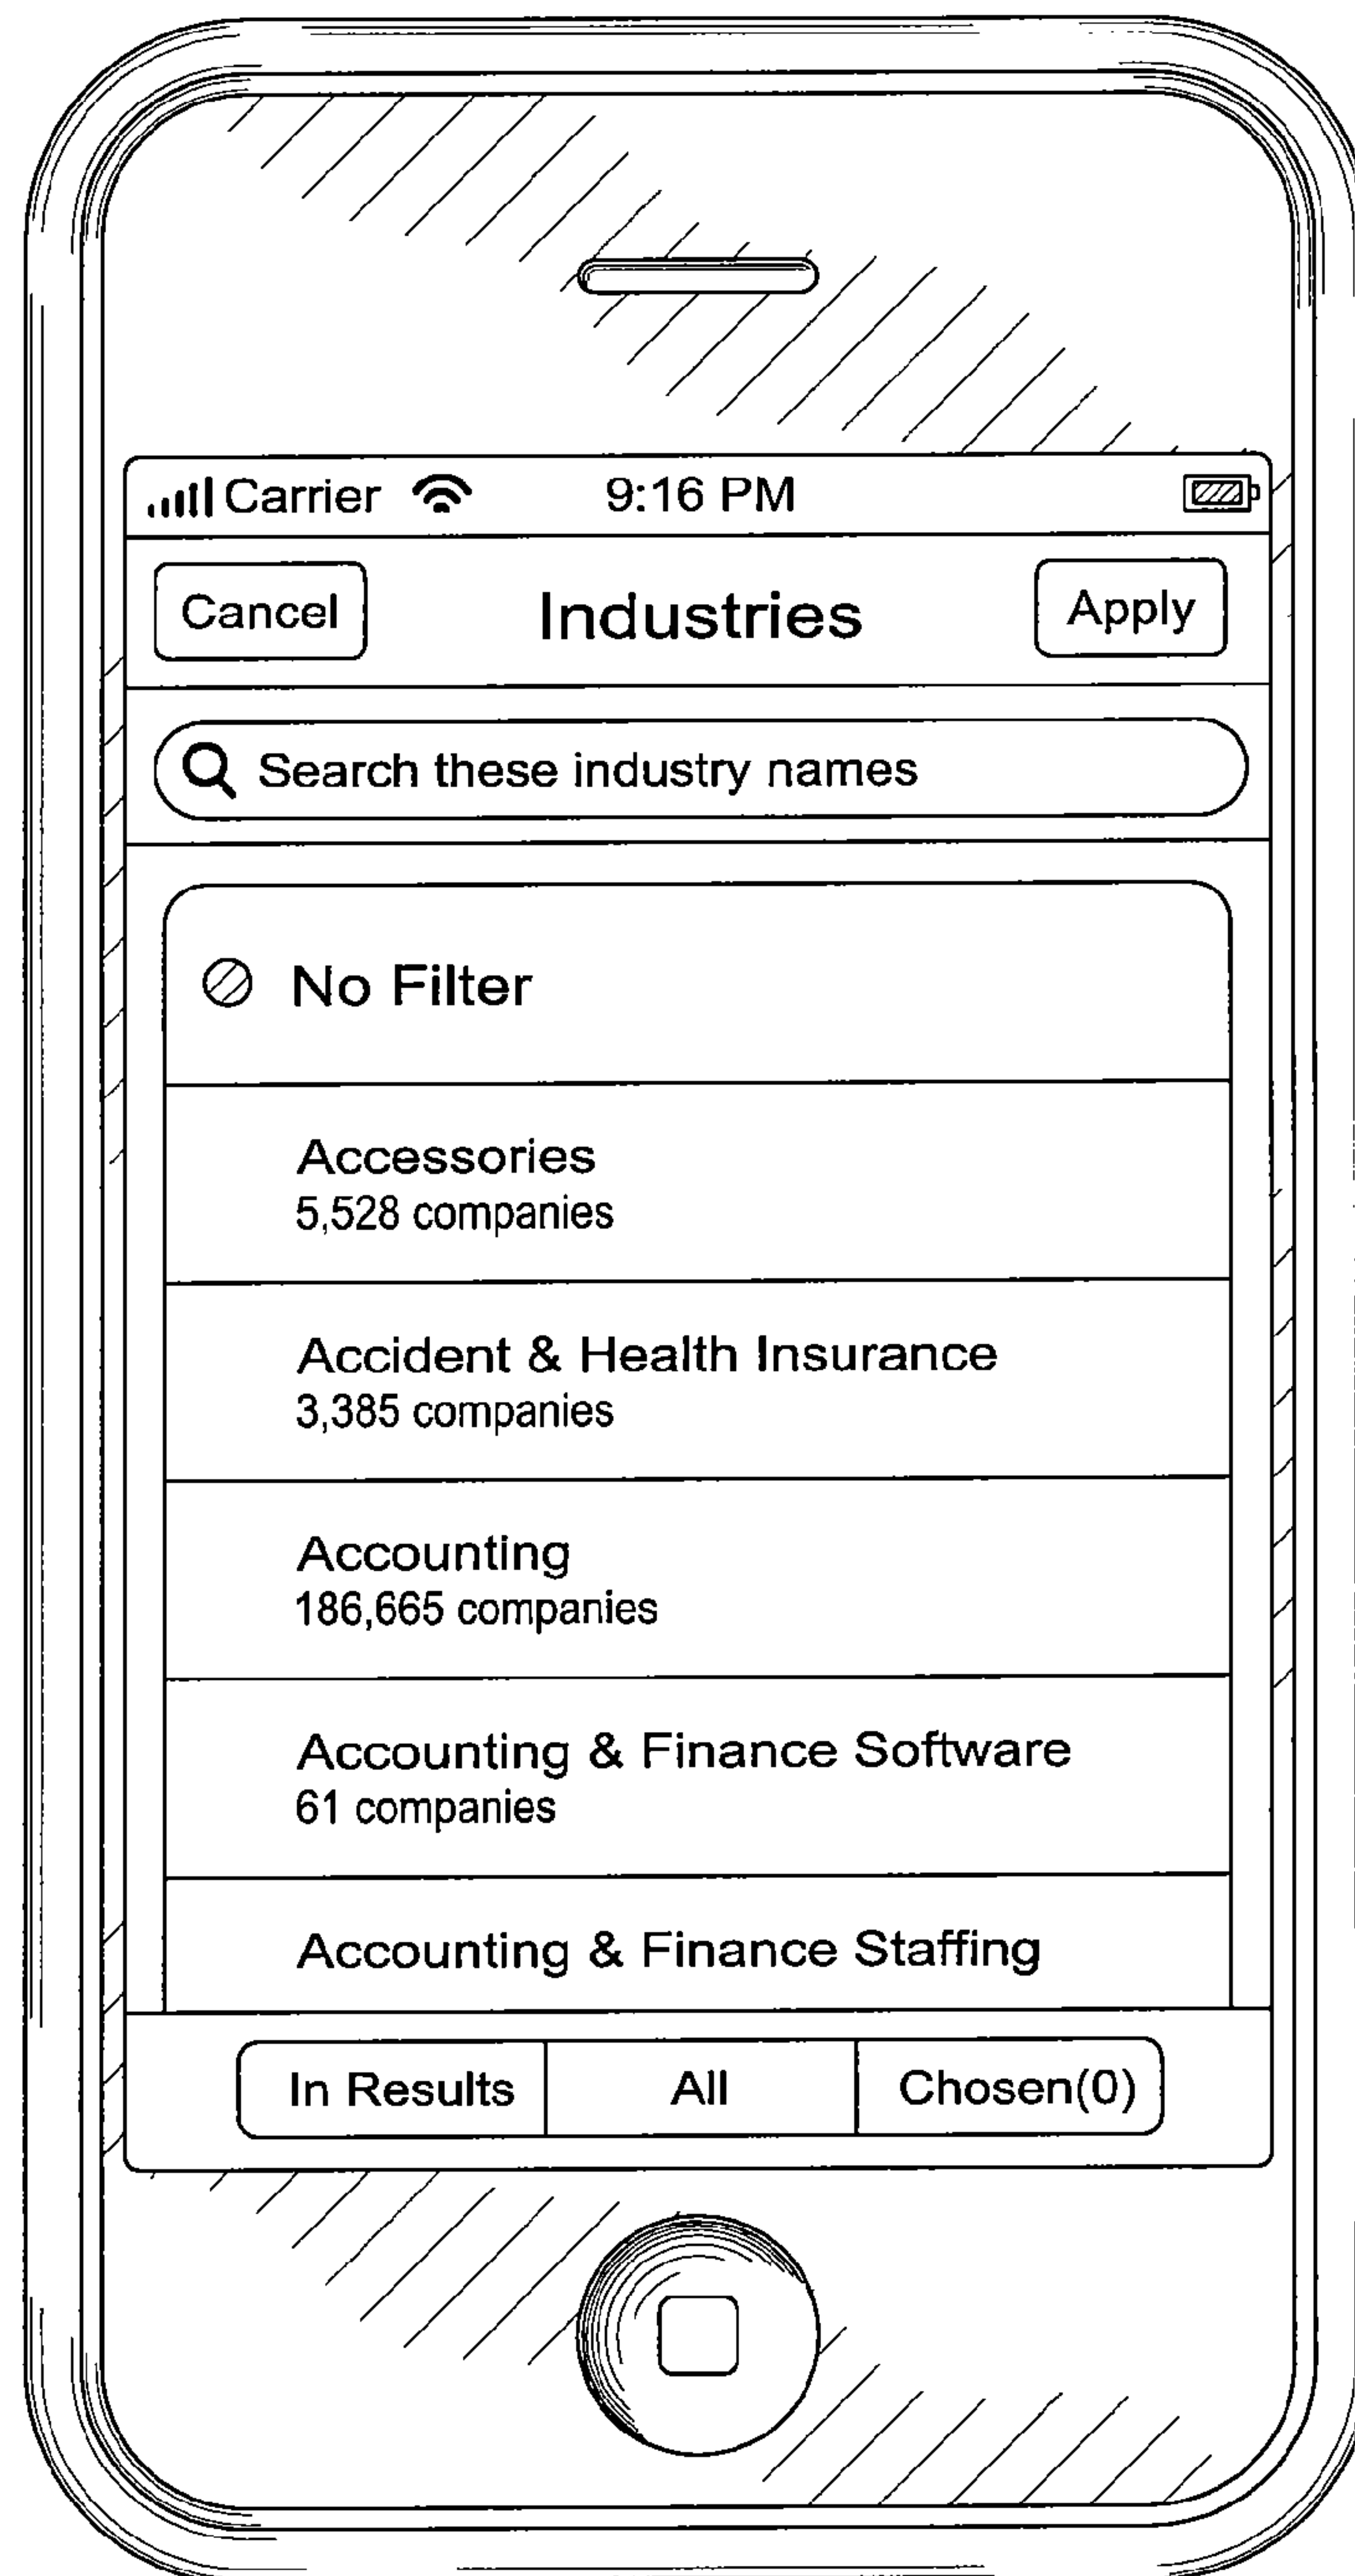 Carrier 9:16 PM
Cancel Industries Apply
Search these industry names
No Filter
Accessories
5,528 companies
Accident & Health Insurance
3,385 companies
Accounting
186,665 companies
Accounting & Finance Software
61 companies
Accounting & Finance Staffing
In Results All Chosen(0)